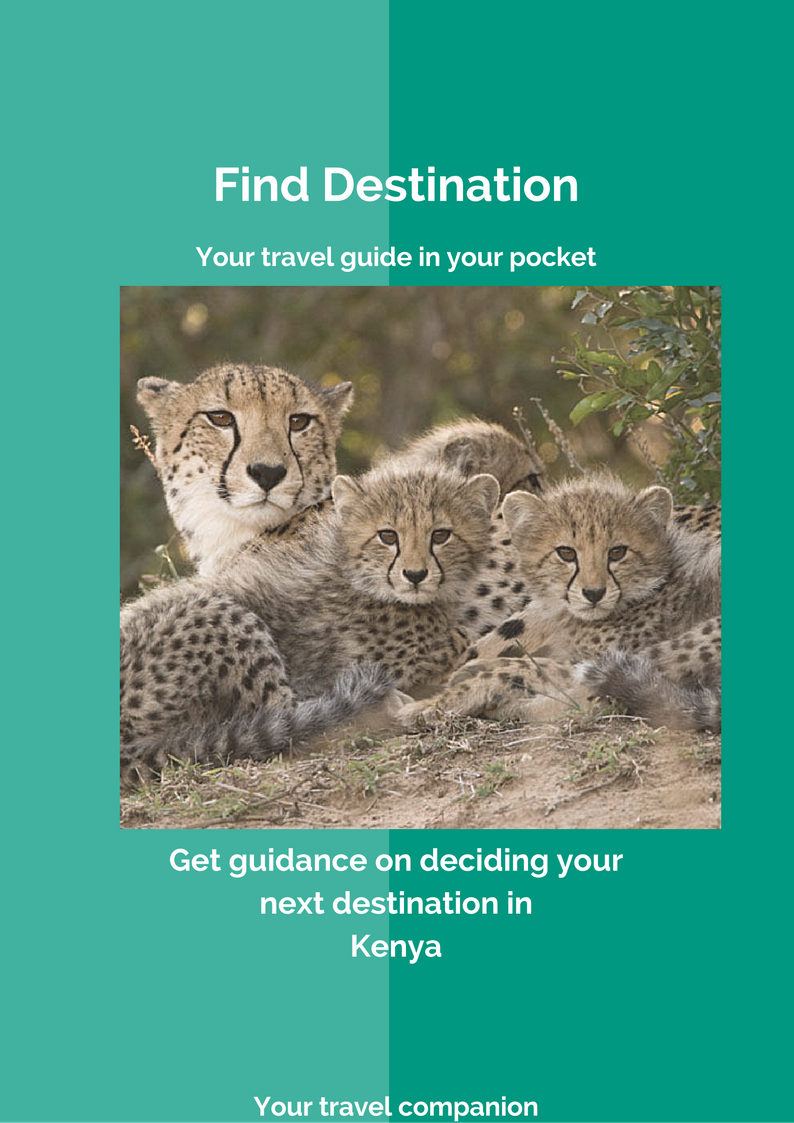 Find Destination
Your travel guide in your pocket
Get guidance on deciding your
next destination in
Kenya
Your travel companion